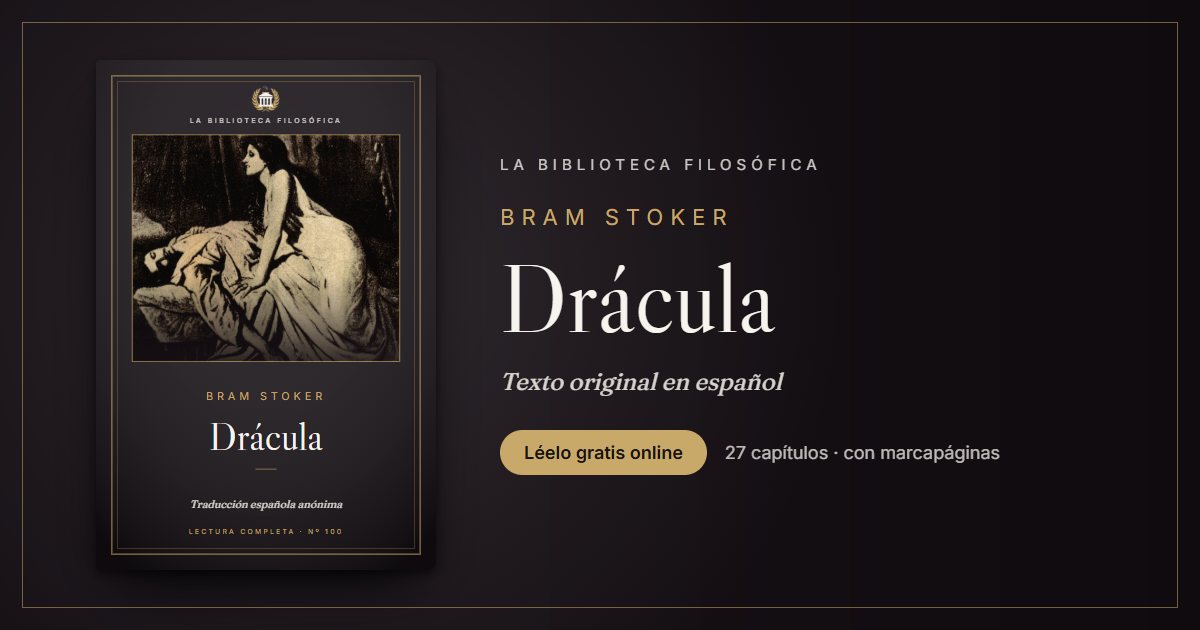 LA BIBLIOTECA FILOSÓFICA
BRAM STOKER
Drácula
Traducción española anónima
LECTURA COMPLETA · Nº 100
LA BIBLIOTECA FILOSÓFICA
BRAM STOKER
Drácula
Texto original en español
Léelo gratis online
27 capítulos · con marcapáginas